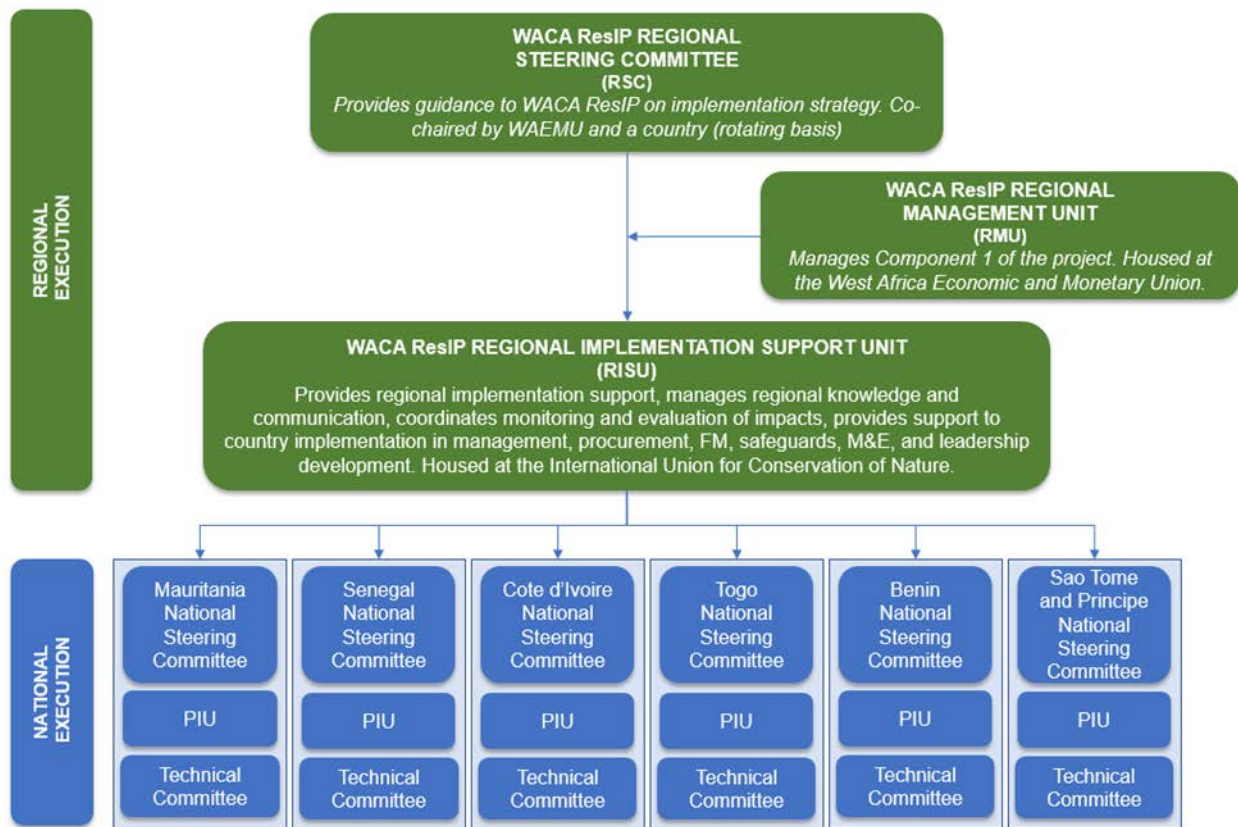 REGIONAL
EXECUTION
WACA ResIP REGIONAL
STEERING COMMITTEE
(RSC)
Provides guidance to WACA ResIP on implementation strategy. Co-
chaired by WAEMU and a country (rotating basis)
WACA ResIP REGIONAL
MANAGEMENT UNIT
(RMU)
Manages Component 1 of the project. Housed at
the West Africa Economic and Monetary Union.
WACA ResIP REGIONAL IMPLEMENTATION SUPPORT UNIT
(RISU)
Provides regional implementation support, manages regional knowledge and
communication, coordinates monitoring and evaluation of impacts, provides support to
country implementation in management, procurement, FM, safeguards, M&E, and leadership
development. Housed at the International Union for Conservation of Nature.
NATIONAL
EXECUTION
Mauritania
National
Steering
Committee
PIU
Technical
Committee
Senegal
National
Steering
Committee
PIU
Technical
Committee
Cote d'Ivoire
National
Steering
Committee
PIU
Technical
Committee
Togo
National
Steering
Committee
PIU
Technical
Committee
Benin
National
Steering
Committee
PIU
Technical
Committee
Sao Tome
and Principe
National
Steering
Committee
PIU
Technical
Committee